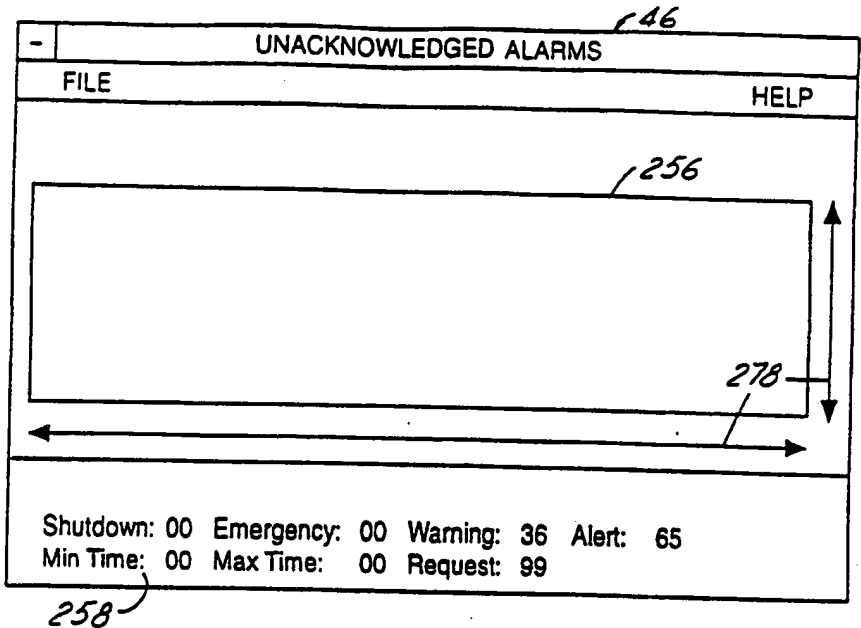 46
- UNACKNOWLEDGED ALARMS
FILE HELP
256
278
Shutdown: 00 Emergency: 00 Warning: 36 Alert: 65
Min Time: 00 Max Time: 00 Request: 99
258